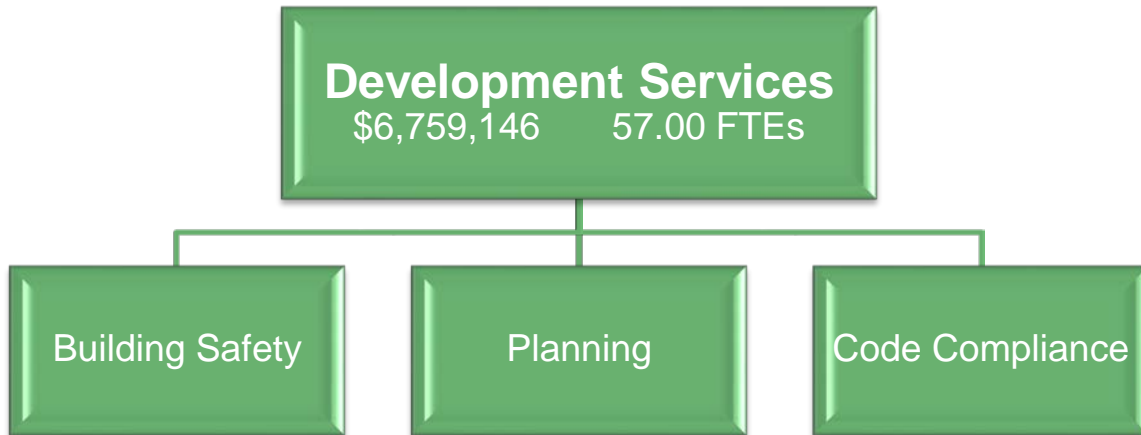 Development Services
$6,759,146 57.00 FTEs
Building Safety
Planning
Code Compliance